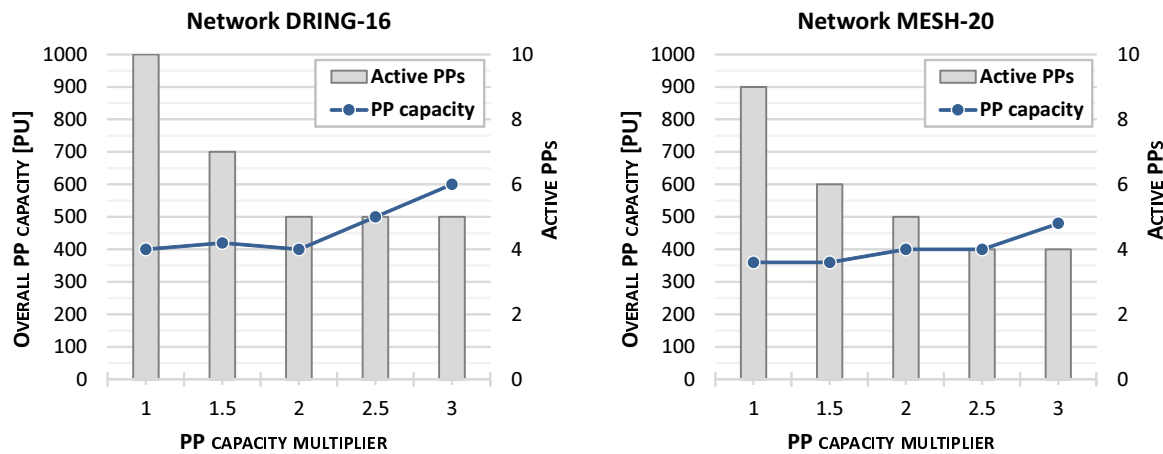 Network DRING-16
OVERALL PP CAPACITY [PU]
1000
900
800
700
600
500
400
300
200
100
0
Active PPs
PP capacity
10
8
6
4
2
0
ACTIVE PPS
1 1.5 2 2.5 3
PP CAPACITY MULTIPLIER
Network MESH-20
OVERALL PP CAPACITY [PU]
1000
900
800
700
600
500
400
300
200
100
0
Active PPs
PP capacity
10
8
6
4
2
0
ACTIVE PPS
1 1.5 2 2.5 3
PP CAPACITY MULTIPLIER